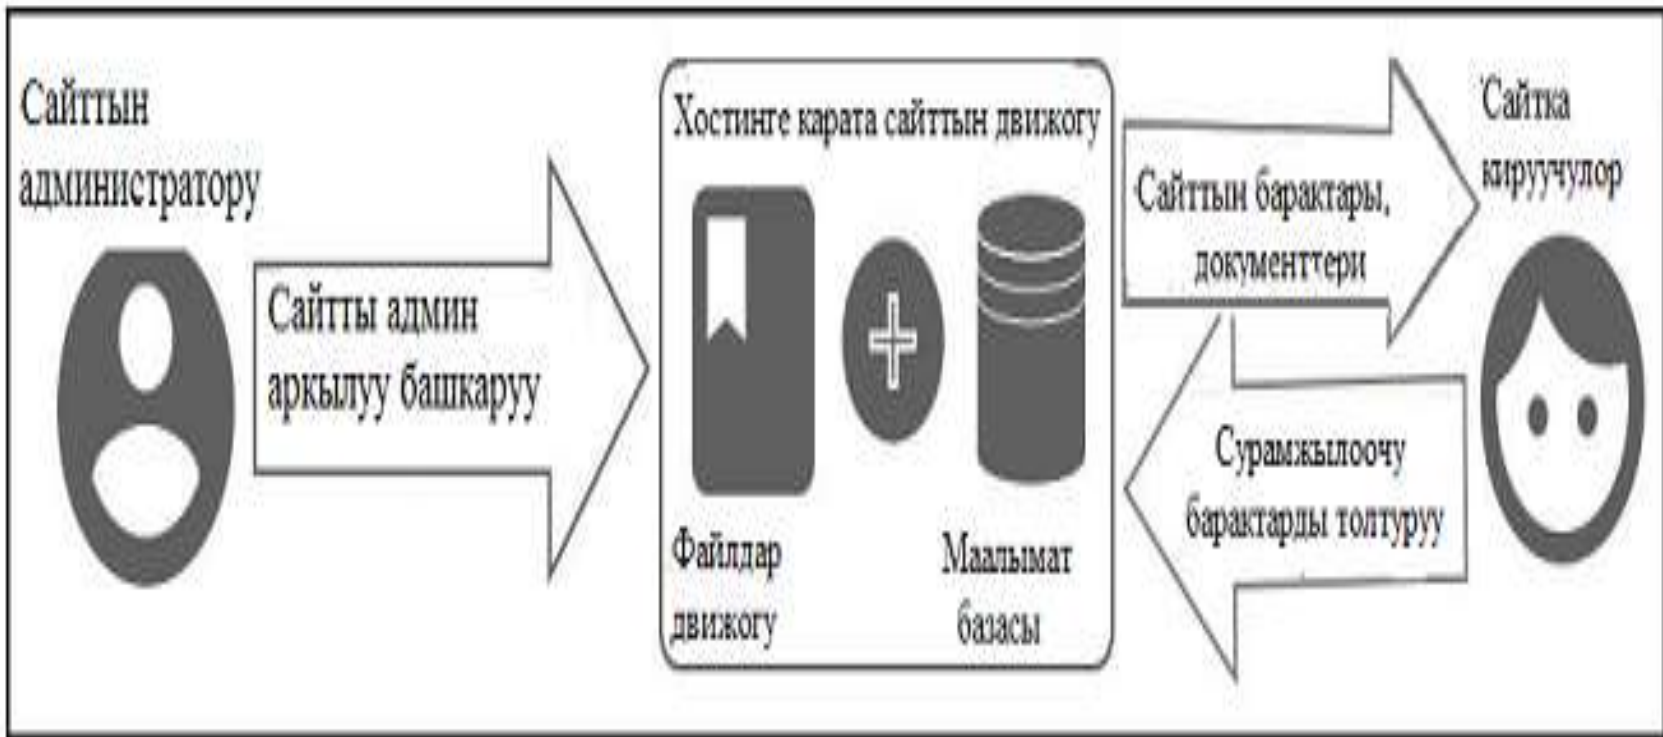 Сайттын
администратору
Сайтты админ
аркылуу башкаруу
Хостинге карата сайттын движогу
Файлдар
движогу
Маалымат
базасы
Сайттын барактары,
документтери
Сурамжылоочу
барактарды толтуруу
Сайтка
кируучулор